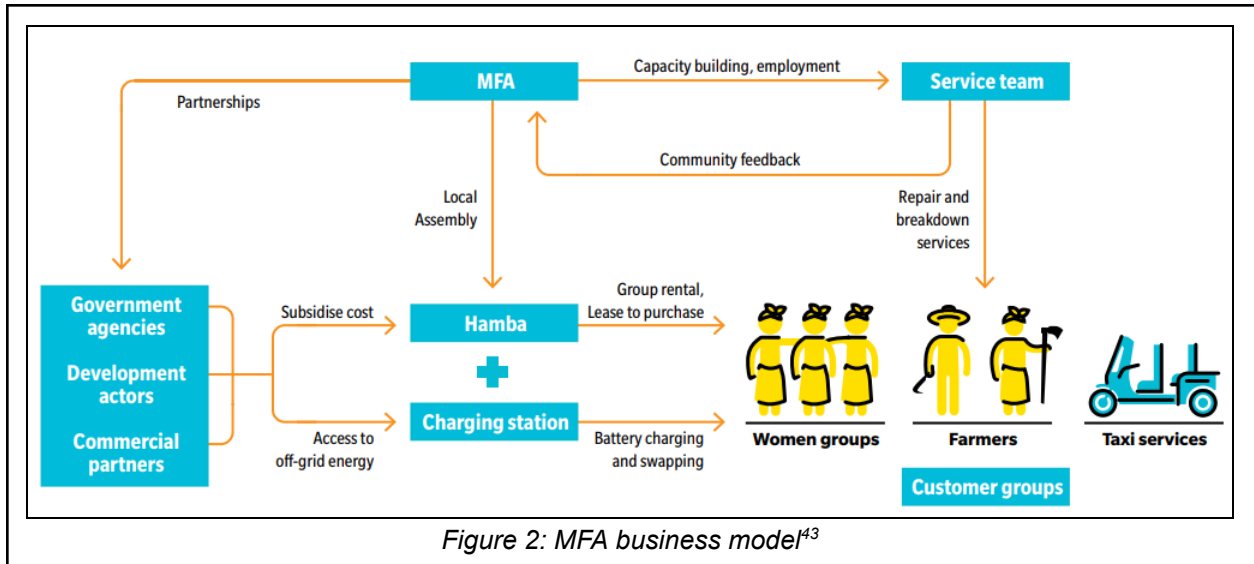 MFA
Capacity building, employment
Service team
Partnerships
Community feedback
Local
Assembly
Repair and
breakdown
services
Government
agencies
Development
actors
Commercial
partners
Subsidise cost
Hamba
Group rental,
Lease to purchase
Access to
off-grid energy
Charging station
Battery charging
and swapping
Women groups
Farmers
Taxi services
Customer groups
Figure 2: MFA business model43